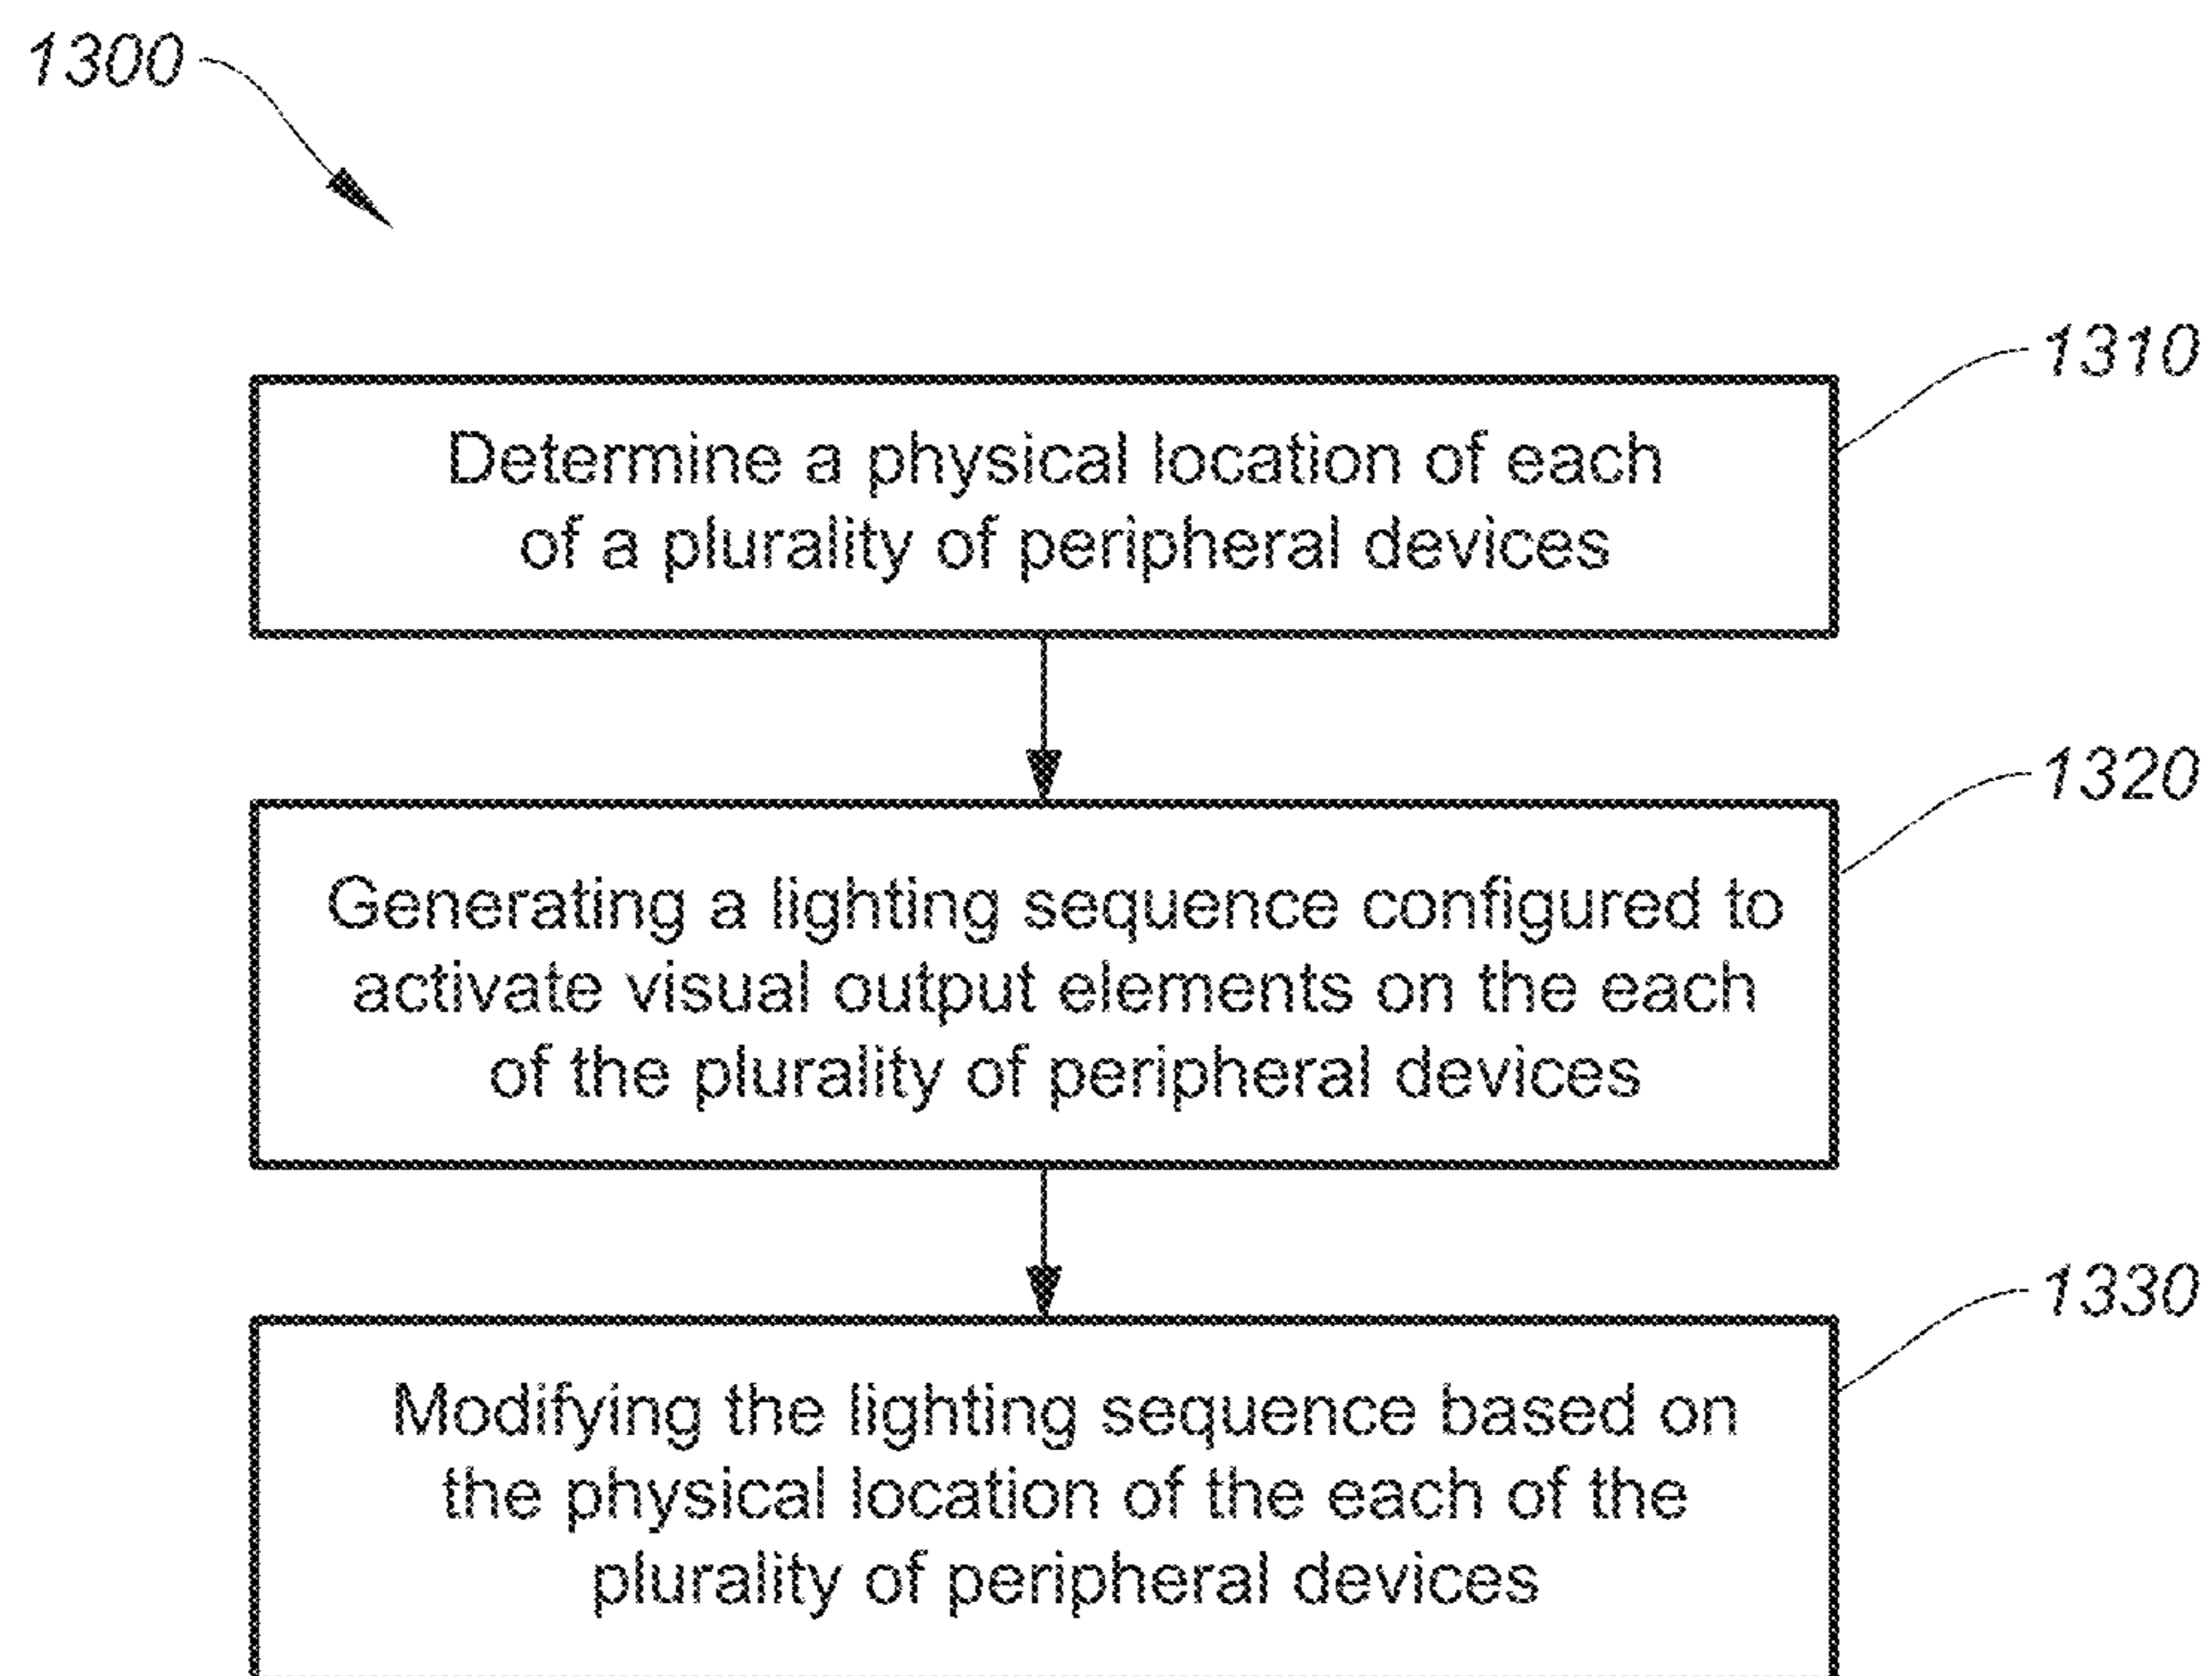 1300
1310
Determine a physical location of each
of a plurality of peripheral devices
1320
Generating a lighting sequence configured to
activate visual output elements on the each
of the plurality of peripheral devices
1330
Modifying the lighting sequence based on
the physical location of the each of the
plurality of peripheral devices